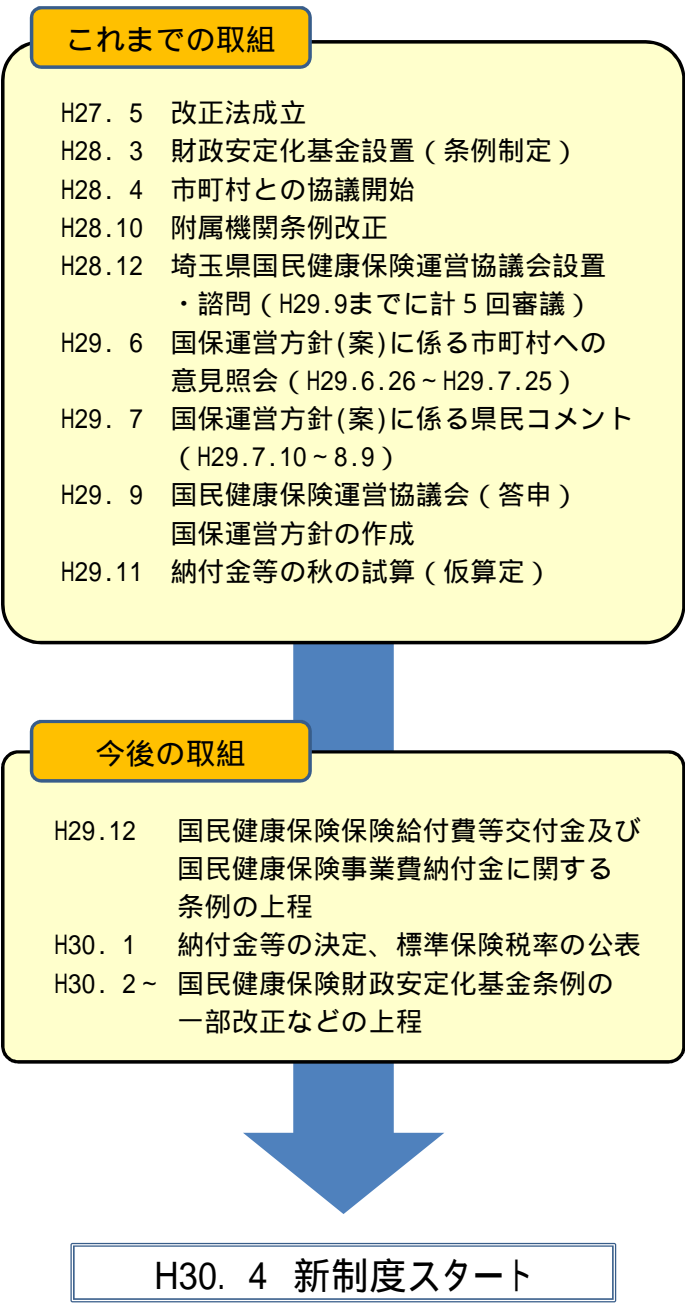 これまでの取組
H27. 5 改正法成立
H28. 3 財政安定化基金設置(条例制定)
H28. 4 市町村との協議開始
H28.10 附属機関条例改正
H28.12 埼玉県国民健康保険運営協議会設置
・諮問(H29.9までに計5回審議)
H29. 6 国保運営方針(案)に係る市町村への
意見照会(H29.6.26~H29.7.25)
H29. 7 国保運営方針(案)に係る県民コメント
(H29.7.10~8.9)
H29. 9 国民健康保険運営協議会(答申)
国保運営方針の作成
H29.11 納付金等の秋の試算(仮算定)
今後の取組
H29.12 国民健康保険保険給付費等交付金及び
国民健康保険事業費納付金に関する
条例の上程
H30. 1 納付金等の決定、標準保険税率の公表
H30. 2~ 国民健康保険財政安定化基金条例の
一部改正などの上程
H30. 4 新制度スタート